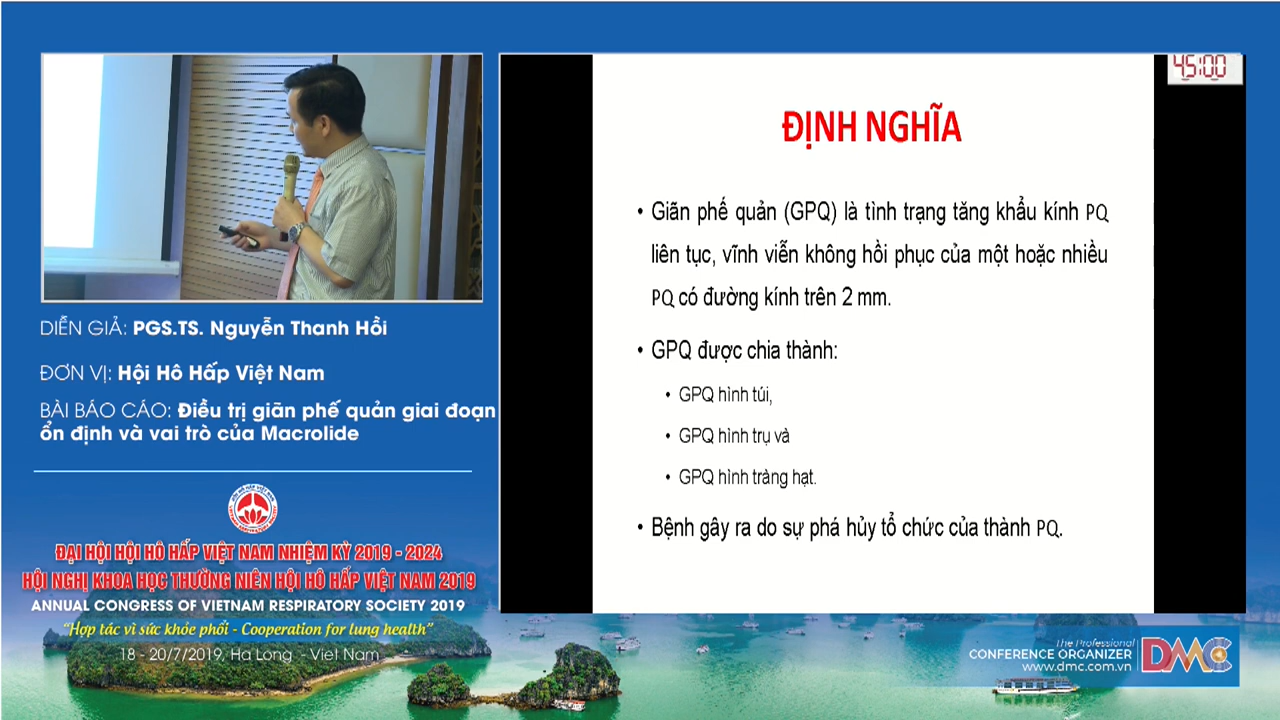 DIỄN GIẢ: PGS.TS. Nguyễn Thanh Hồi
ĐƠN VỊ: Hội Hô Hấp Việt Nam
BÀI BÁO CÁO: Điều trị giãn phế quản giai đoạn
ổn định và vai trò của Macrolide
ĐẠI HỘI HỘI HÔ HẤP VIỆT NAM NHIỆM KỲ 2019 - 2024
HỘI NGHỊ KHOA HỌC THƯỜNG NIÊN HỘI HÔ HẤP VIỆT NAM 2019
ANNUAL CONGRESS OF VIETNAM RESPIRATORY SOCIETY 2019
"Hợp tác vì sức khỏe phổi - Cooperation for lung health"
18 - 20/7/2019, Ha Long - Viet Nam
45:00
ĐỊNH NGHĨA
• Giãn phế quản (GPQ) là tình trạng tăng khẩu kính PQ
liên tục, vĩnh viễn không hồi phục của một hoặc nhiều
PQ có đường kính trên 2 mm.
• GPQ được chia thành:
• GPQ hình túi,
• GPQ hình trụ và
• GPQ hình tràng hạt.
• Bệnh gây ra do sự phá hủy tổ chức của thành PQ.
The Professional
CONFERENCE ORGANIZER
www.dmc.com.vn
DMC